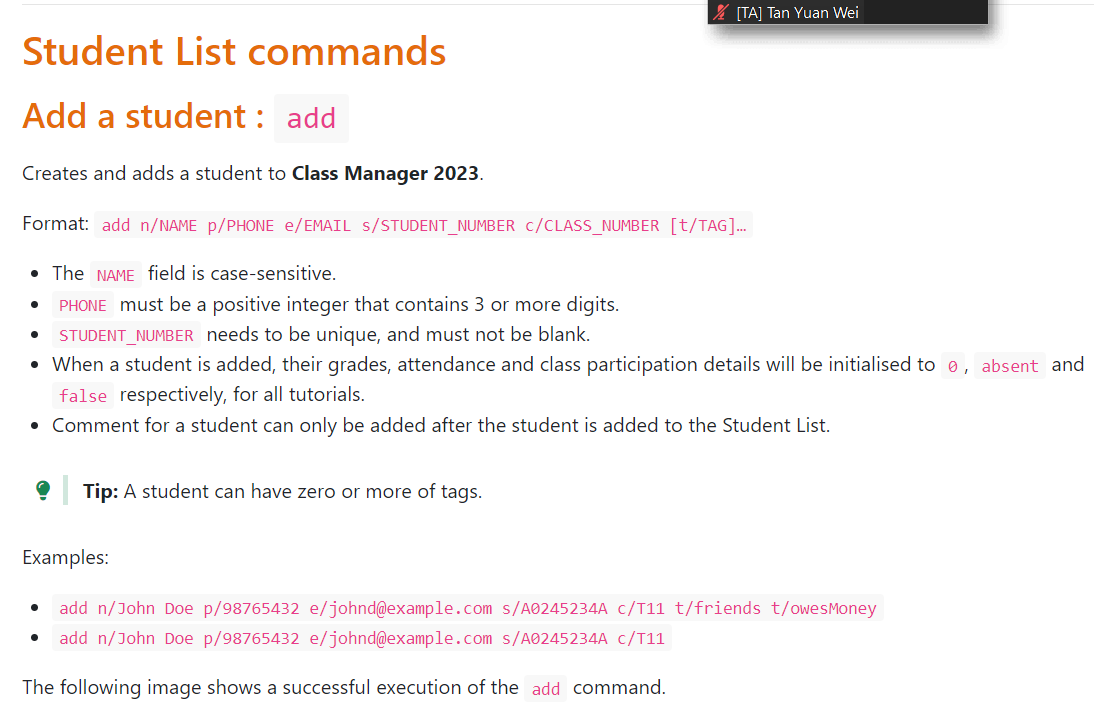 [TA] Tan Yuan Wei
Student List commands
Add a student : add
Creates and adds a student to Class Manager 2023.
Format: add n/NAME p/PHONE e/EMAIL s/STUDENT_NUMBER c/CLASS_NUMBER [t/TAG]…
• The NAME field is case-sensitive.
• PHONE must be a positive integer that contains 3 or more digits.
• STUDENT_NUMBER needs to be unique, and must not be blank.
• When a student is added, their grades, attendance and class participation details will be initialised to 0, absent and
false respectively, for all tutorials.
• Comment for a student can only be added after the student is added to the Student List.
Tip: A student can have zero or more of tags.
Examples:
• add n/John Doe p/98765432 e/johnd@example.com s/A0245234A c/T11 t/friends t/owesMoney
• add n/John Doe p/98765432 e/johnd@example.com s/A0245234A c/T11
The following image shows a successful execution of the add command.